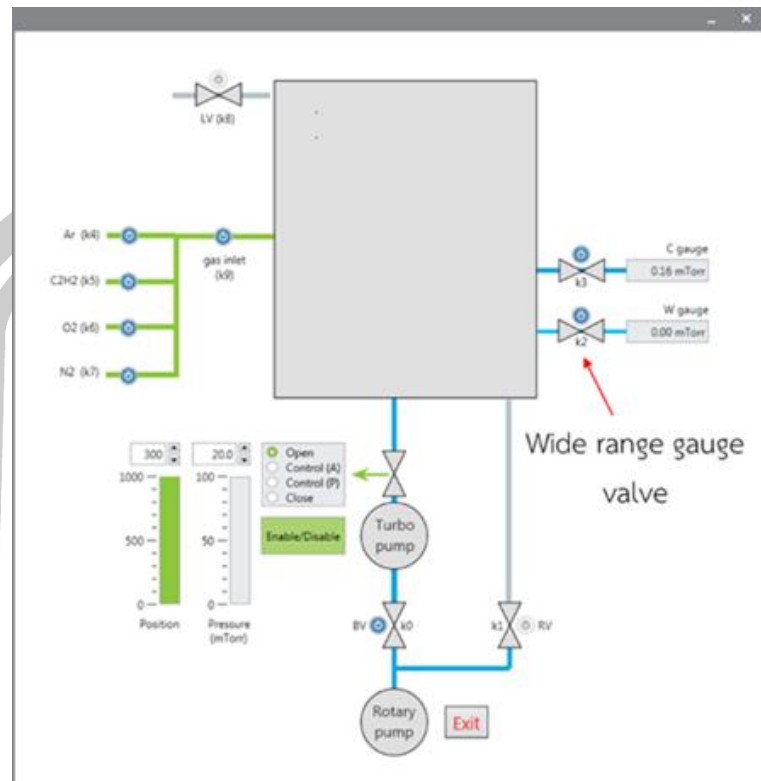 LV (k8)
Ar (k4)
gas inlet
(k9)
C2H2 (k5)
O2 (k6)
N2 (k7)
C gauge
0.16 mTorr
k3
W gauge
0.00 mTorr
k2
Wide range gauge
valve
300
20.0
Open
Control (A)
Control (P)
Close
Enable/Disable
1000
500
0
Position
100
50
0
Pressure
(mTorr)
Turbo
pump
BV
k0
k1
RV
Rotary
pump
Exit